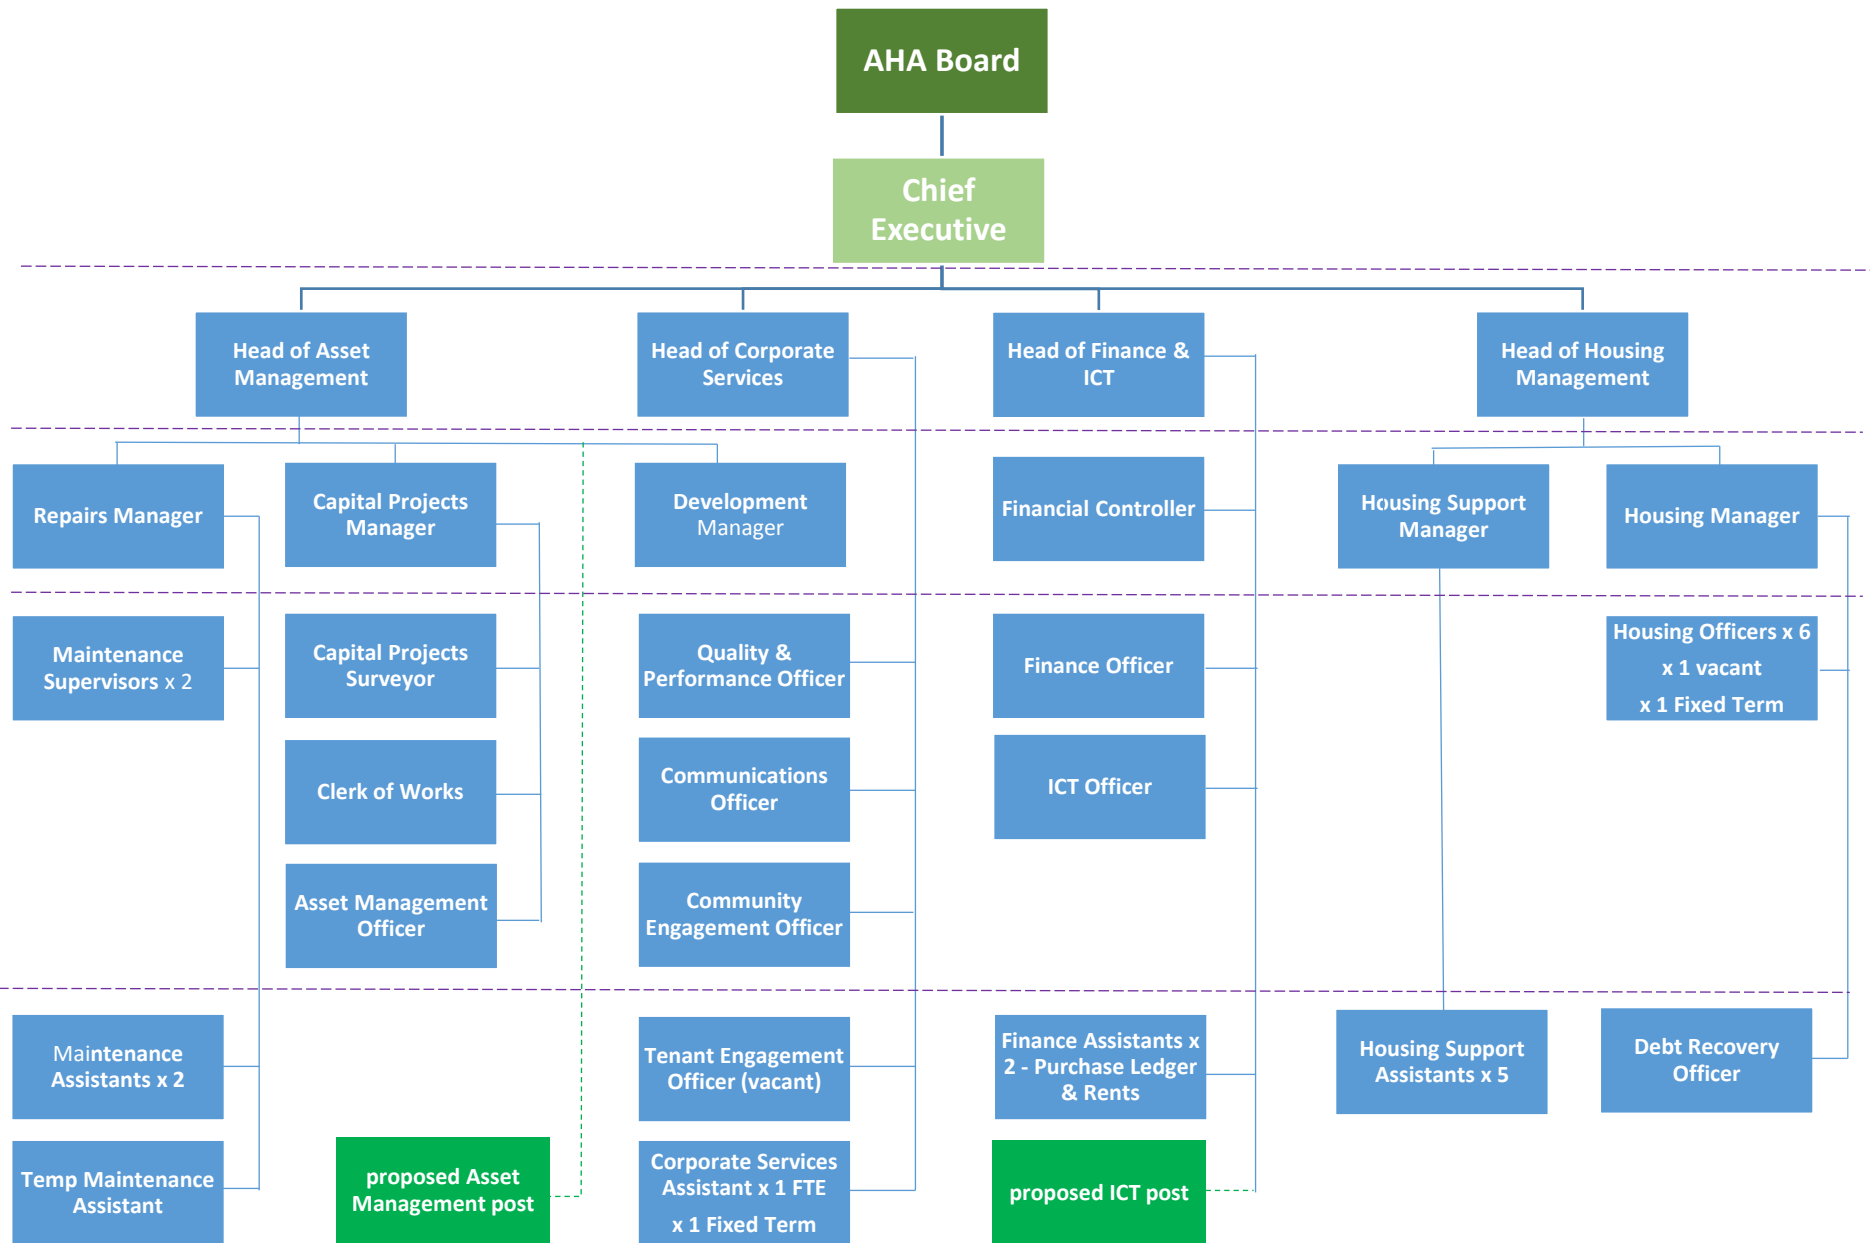 AHA Board
Chief
Executive
Head of Asset
Management
Head of Corporate
Services
Head of Finance &
ICT
Head of Housing
Management
Repairs Manager
Capital Projects
Manager
Development
Manager
Financial Controller
Housing Support
Manager
Housing Manager
Maintenance
Supervisors x 2
Capital Projects
Surveyor
Quality &
Performance Officer
Finance Officer
Housing Officers x 6
x 1 vacant
x 1 Fixed Term
Clerk of Works
Communications
Officer
ICT Officer
Asset Management
Officer
Community
Engagement Officer
Maintenance
Assistants x 2
Tenant Engagement
Officer (vacant)
Finance Assistants x
2 - Purchase Ledger
& Rents
Housing Support
Assistants x 5
Debt Recovery
Officer
Temp Maintenance
Assistant
proposed Asset
Management post
Corporate Services
Assistant x 1 FTE
x 1 Fixed Term
proposed ICT post